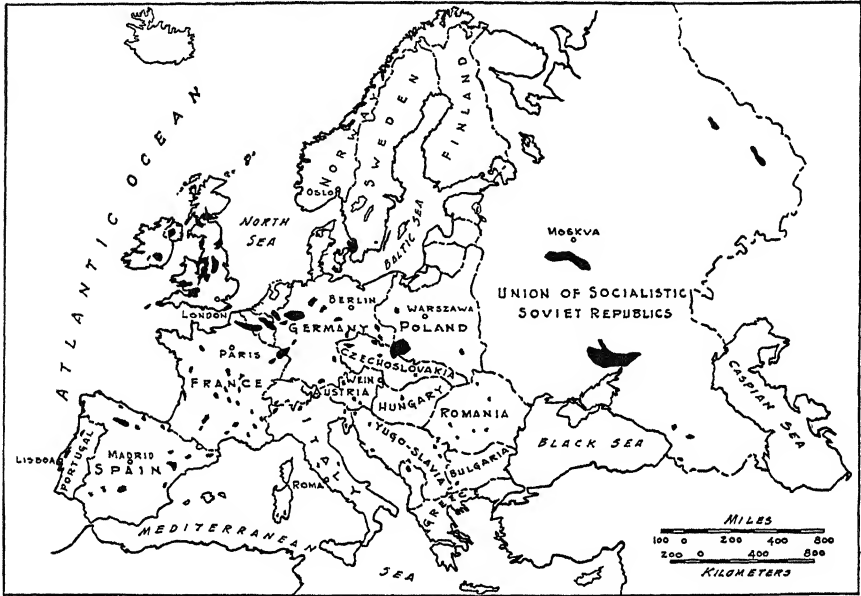 ATLANTIC OCEAN
NORWAY
SWEDEN
FINLAND
OSLO
NORTH
SEA
BALTIC SEA
MOSKVA
UNION OF SOCIALISTIC
SOVIET REPUBLICS
LONDON
BERLIN
GERMANY
WARSZAWA
POLAND
PARIS
FRANCE
CZECHOSLOVAKIA
WEIN
AUSTRIA
HUNGARY
ROMANIA
CASPIAN SEA
BLACK SEA
ITALY
YUGO-SLAVIA
BULGARIA
LISBOA
PORTUGAL
MADRID
SPAIN
ROMA
GREECE
MEDITERRANEAN
SEA
MILES
100 0 200 400 800
200 0 400 800
KILOMETERS